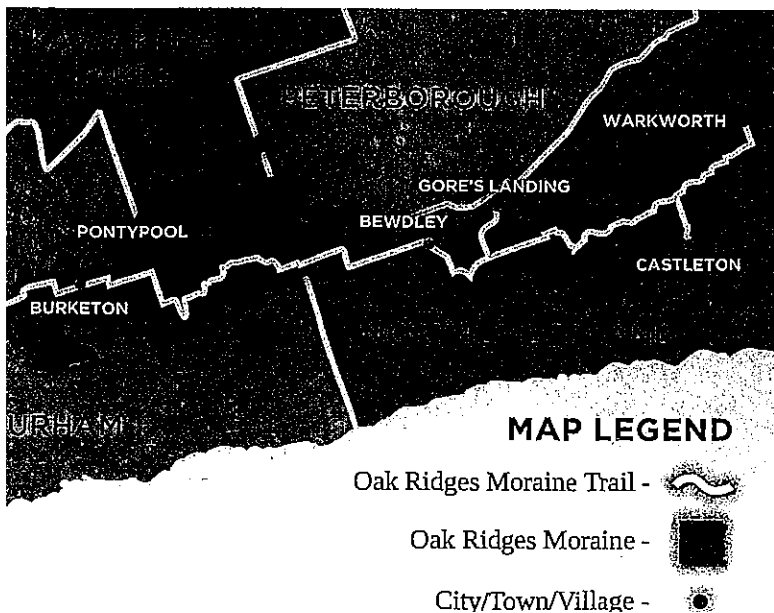 PETERBOROUGH
WARKWORTH
GORE'S LANDING
BEWDLEY
PONTYPOOL
CASTLETON
BURKETON
URHAM
MAP LEGEND
Oak Ridges Moraine Trail -
Oak Ridges Moraine -
City/Town/Village -